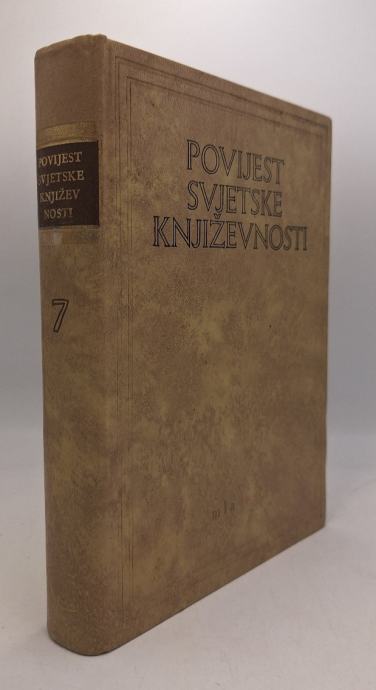 POVIJEST
SVJETSKE
KNJIŽEV
NOSTI
7
POVIJEST
SVJETSKE
KNJIŽEVNOSTI
m l a